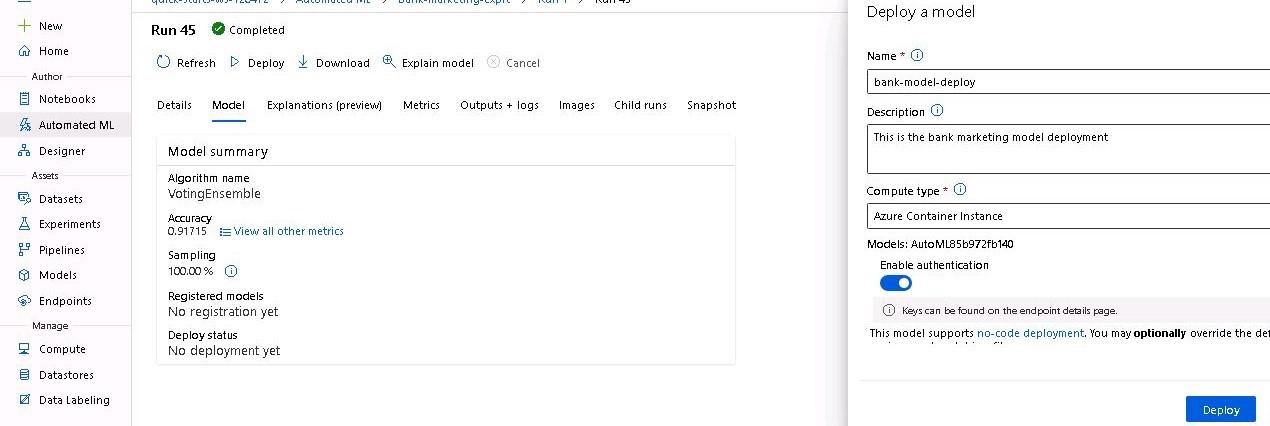 quick-starts-ws-128472 > Automated ML > bank-marketing-exprt > Run 1 > Run 45
New
Home
Author
Notebooks
Automated ML
Designer
Assets
Datasets
Experiments
Pipelines
Models
Endpoints
Manage
Compute
Datastores
Data Labeling
Run 45 Completed
Refresh Deploy Download Explain model Cancel
Details Model Explanations (preview) Metrics Outputs + logs Images Child runs Snapshot
Model summary
Algorithm name
VotingEnsemble
Accuracy
0.91715 View all other metrics
Sampling
100.00 %
Registered models
No registration yet
Deploy status
No deployment yet
Deploy a model
Name *
bank-model-deploy
Description
This is the bank marketing model deployment
Compute type *
Azure Container Instance
Models: AutoML85b972fb140
Enable authentication
Keys can be found on the endpoint details page.
This model supports no-code deployment. You may optionally override the def
Deploy